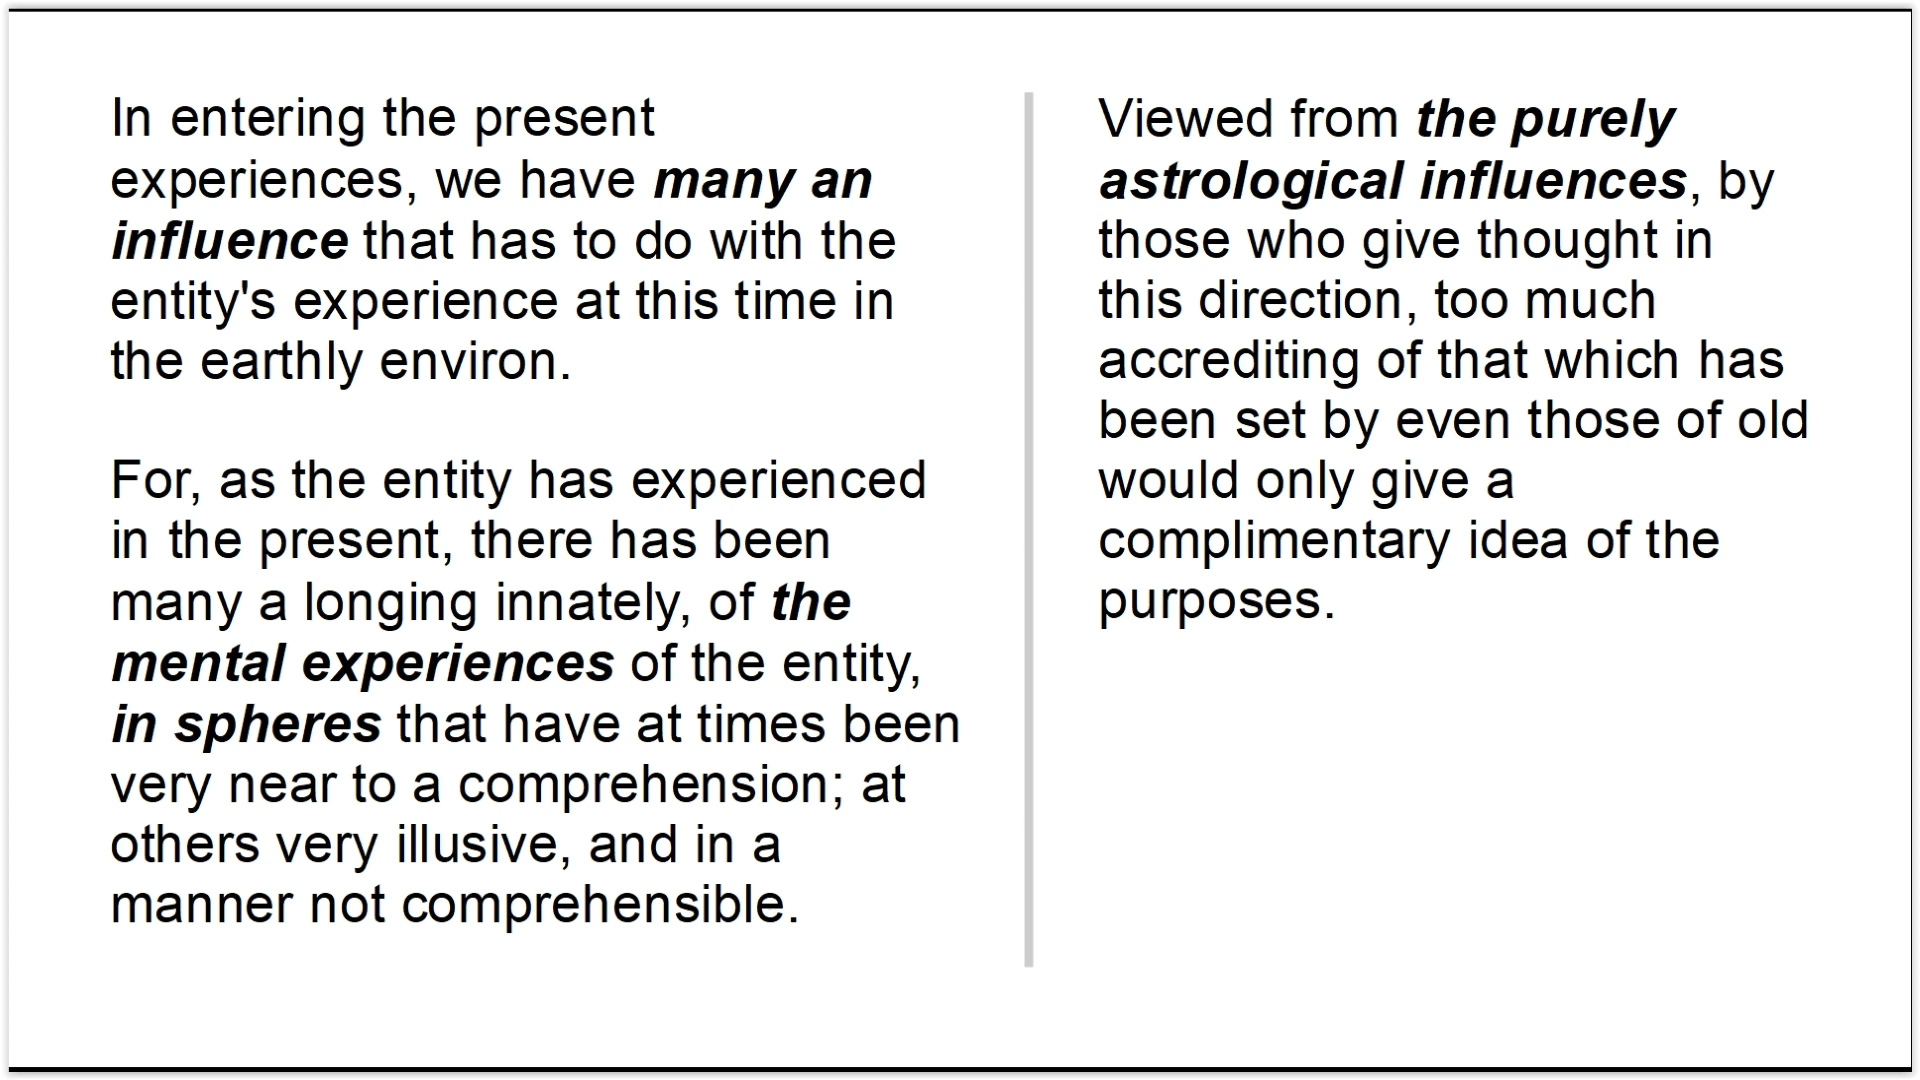 In entering the present
experiences, we have many an
influence that has to do with the
entity's experience at this time in
the earthly environ.
For, as the entity has experienced
in the present, there has been
many a longing innately, of the
mental experiences of the entity,
in spheres that have at times been
very near to a comprehension; at
others very illusive, and in a
manner not comprehensible.
Viewed from the purely
astrological influences, by
those who give thought in
this direction, too much
accrediting of that which has
been set by even those of old
would only give a
complimentary idea of the
purposes.